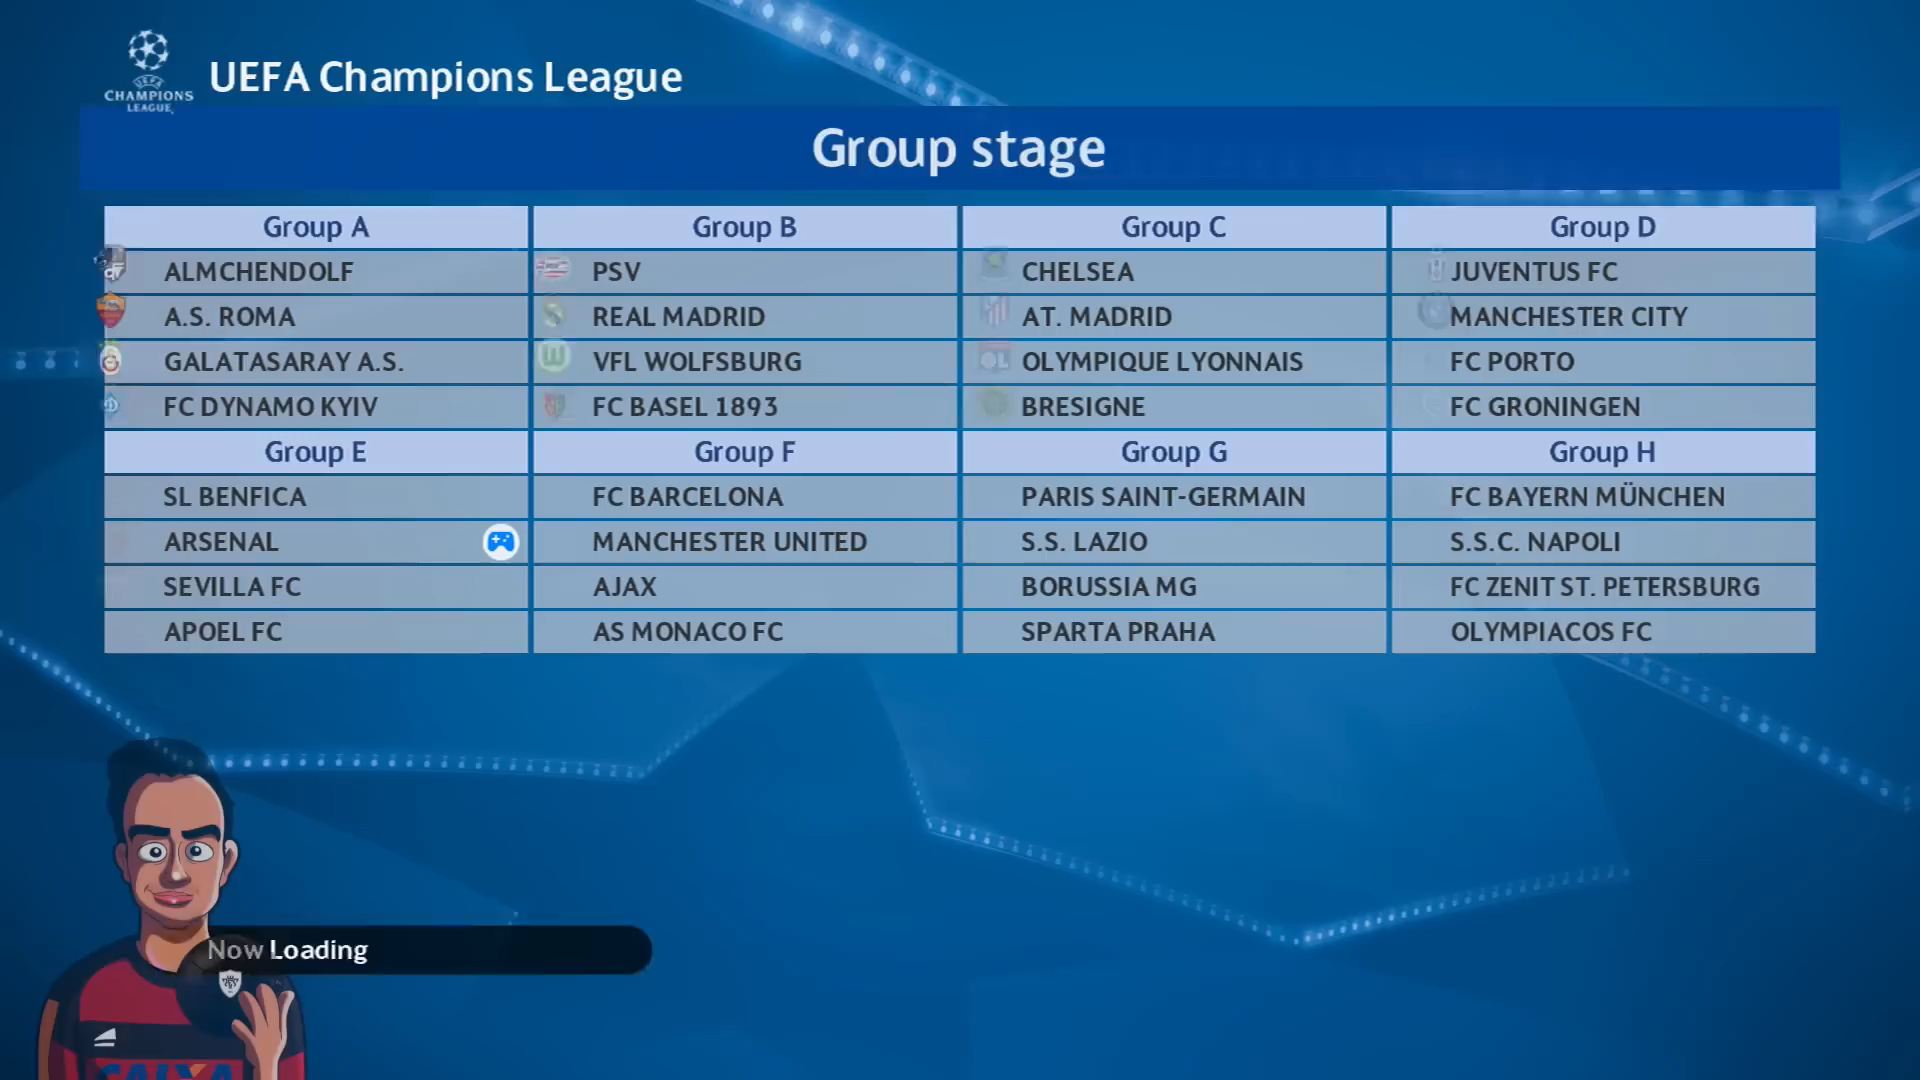 UEFA
CHAMPIONS
LEAGUE
UEFA Champions League
Group stage
Group A Group B Group C Group D
ALMCHENDOLF PSV CHELSEA JUVENTUS FC
A.S. ROMA REAL MADRID AT. MADRID MANCHESTER CITY
GALATASARAY A.S. VFL WOLFSBURG OLYMPIQUE LYONNAIS FC PORTO
FC DYNAMO KYIV FC BASEL 1893 BRESIGNE FC GRONINGEN
Group E Group F Group G Group H
SL BENFICA FC BARCELONA PARIS SAINT-GERMAIN FC BAYERN MÜNCHEN
ARSENAL MANCHESTER UNITED S.S. LAZIO S.S.C. NAPOLI
SEVILLA FC AJAX BORUSSIA MG FC ZENIT ST. PETERSBURG
APOEL FC AS MONACO FC SPARTA PRAHA OLYMPIACOS FC
Now Loading
CAIXA